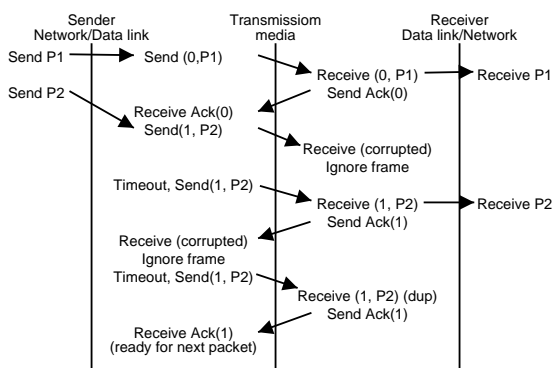 Sender
Network/Data link
Transmissiom
media
Receiver
Data link/Network
Send P1
Send (0,P1)
Receive (0, P1)
Receive P1
Send Ack(0)
Send P2
Receive Ack(0)
Send(1, P2)
Receive (corrupted)
Ignore frame
Timeout, Send(1, P2)
Receive (1, P2)
Receive P2
Send Ack(1)
Receive (corrupted)
Ignore frame
Timeout, Send(1, P2)
Receive (1, P2) (dup)
Send Ack(1)
Receive Ack(1)
(ready for next packet)